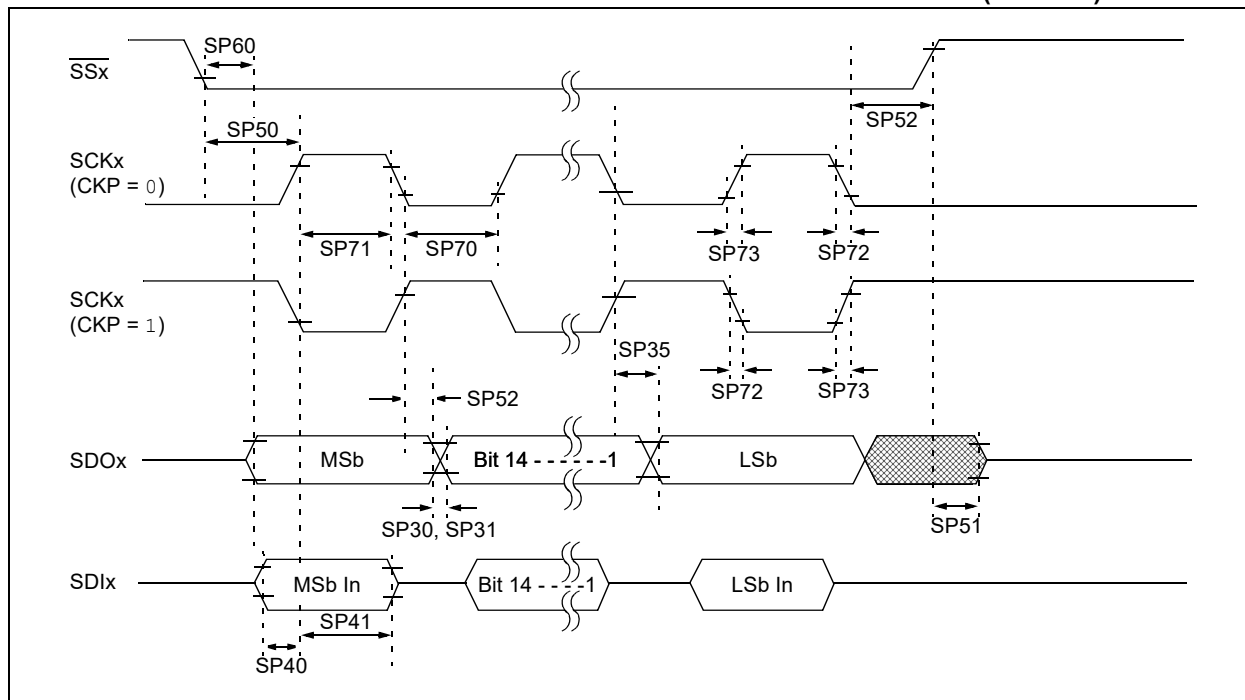 SP60
SSx
SP52
SP50
SCKx
(CKP = 0)
SP71
SP70
SP73
SP72
SCKx
(CKP = 1)
SP35
SP72
SP73
SP52
SDOx
MSb
Bit 14 - - - - - -1
LSb
SP30, SP31
SP51
SDIx
MSb In
Bit 14 - - - -1
LSb In
SP41
SP40